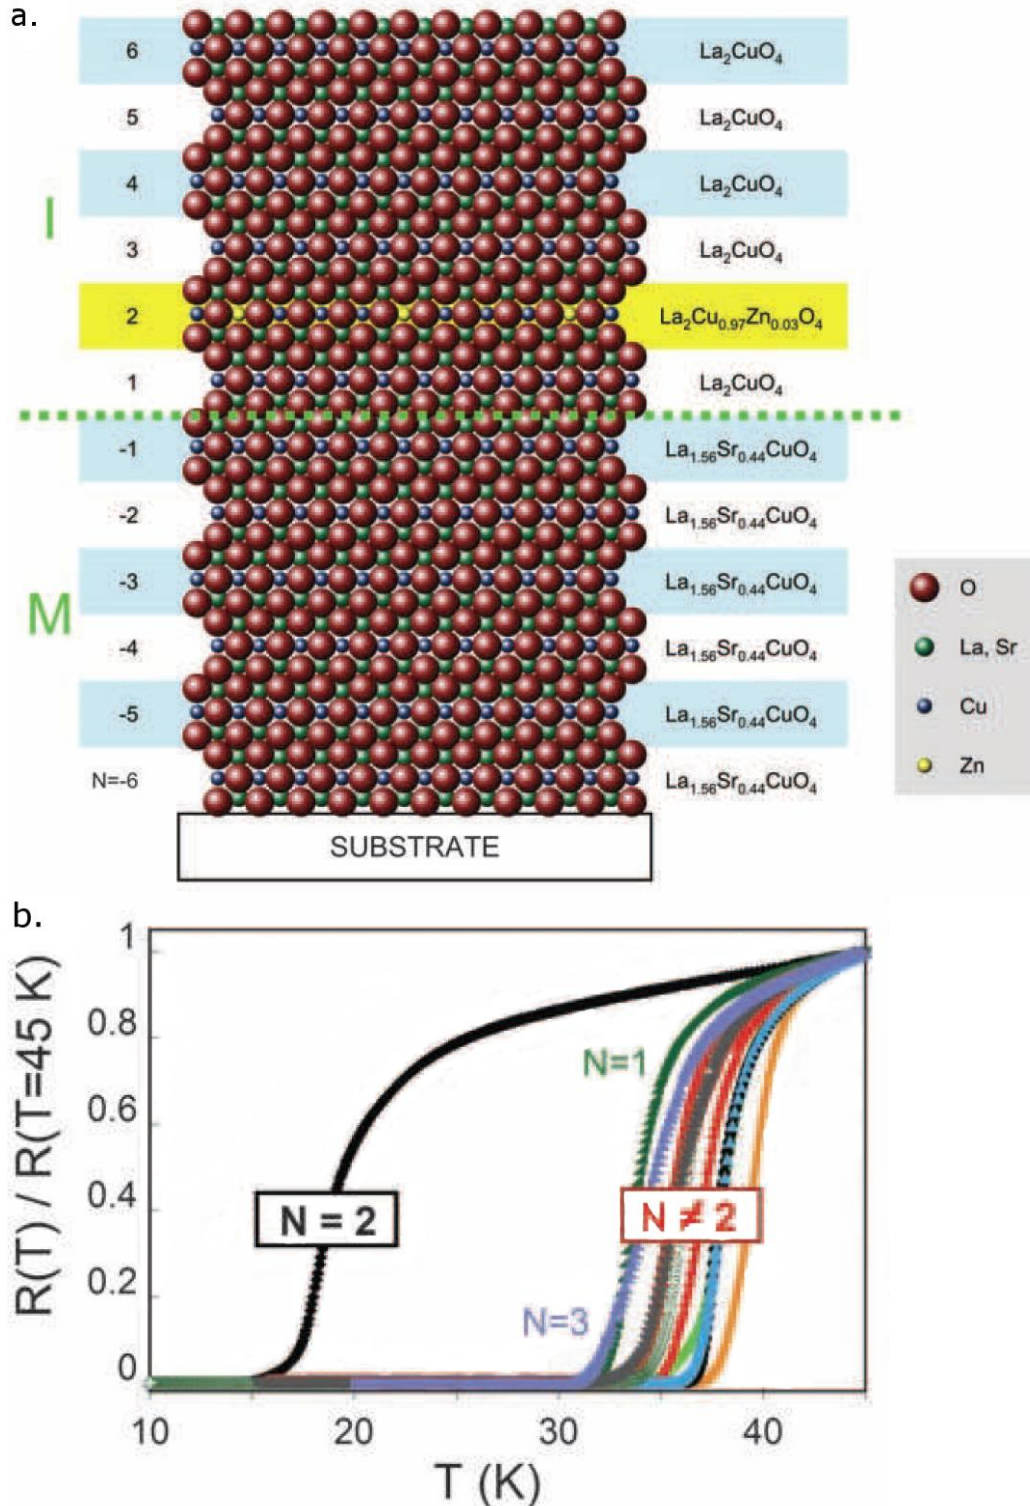 a.
6 La₂CuO₄
5 La₂CuO₄
4 La₂CuO₄
I
3 La₂CuO₄
2 La₂Cu₀.₉₇Zn₀.₀₃O₄
1 La₂CuO₄
-1 La₁.₅₆Sr₀.₄₄CuO₄
-2 La₁.₅₆Sr₀.₄₄CuO₄
-3 La₁.₅₆Sr₀.₄₄CuO₄
M
-4 La₁.₅₆Sr₀.₄₄CuO₄
-5 La₁.₅₆Sr₀.₄₄CuO₄
N=-6 La₁.₅₆Sr₀.₄₄CuO₄
O
La, Sr
Cu
Zn
SUBSTRATE
b.
R(T) / R(T=45 K)
1
0.8
0.6
0.4
0.2
0
N=1
N = 2
N ≠ 2
N=3
10 20 30 40
T (K)